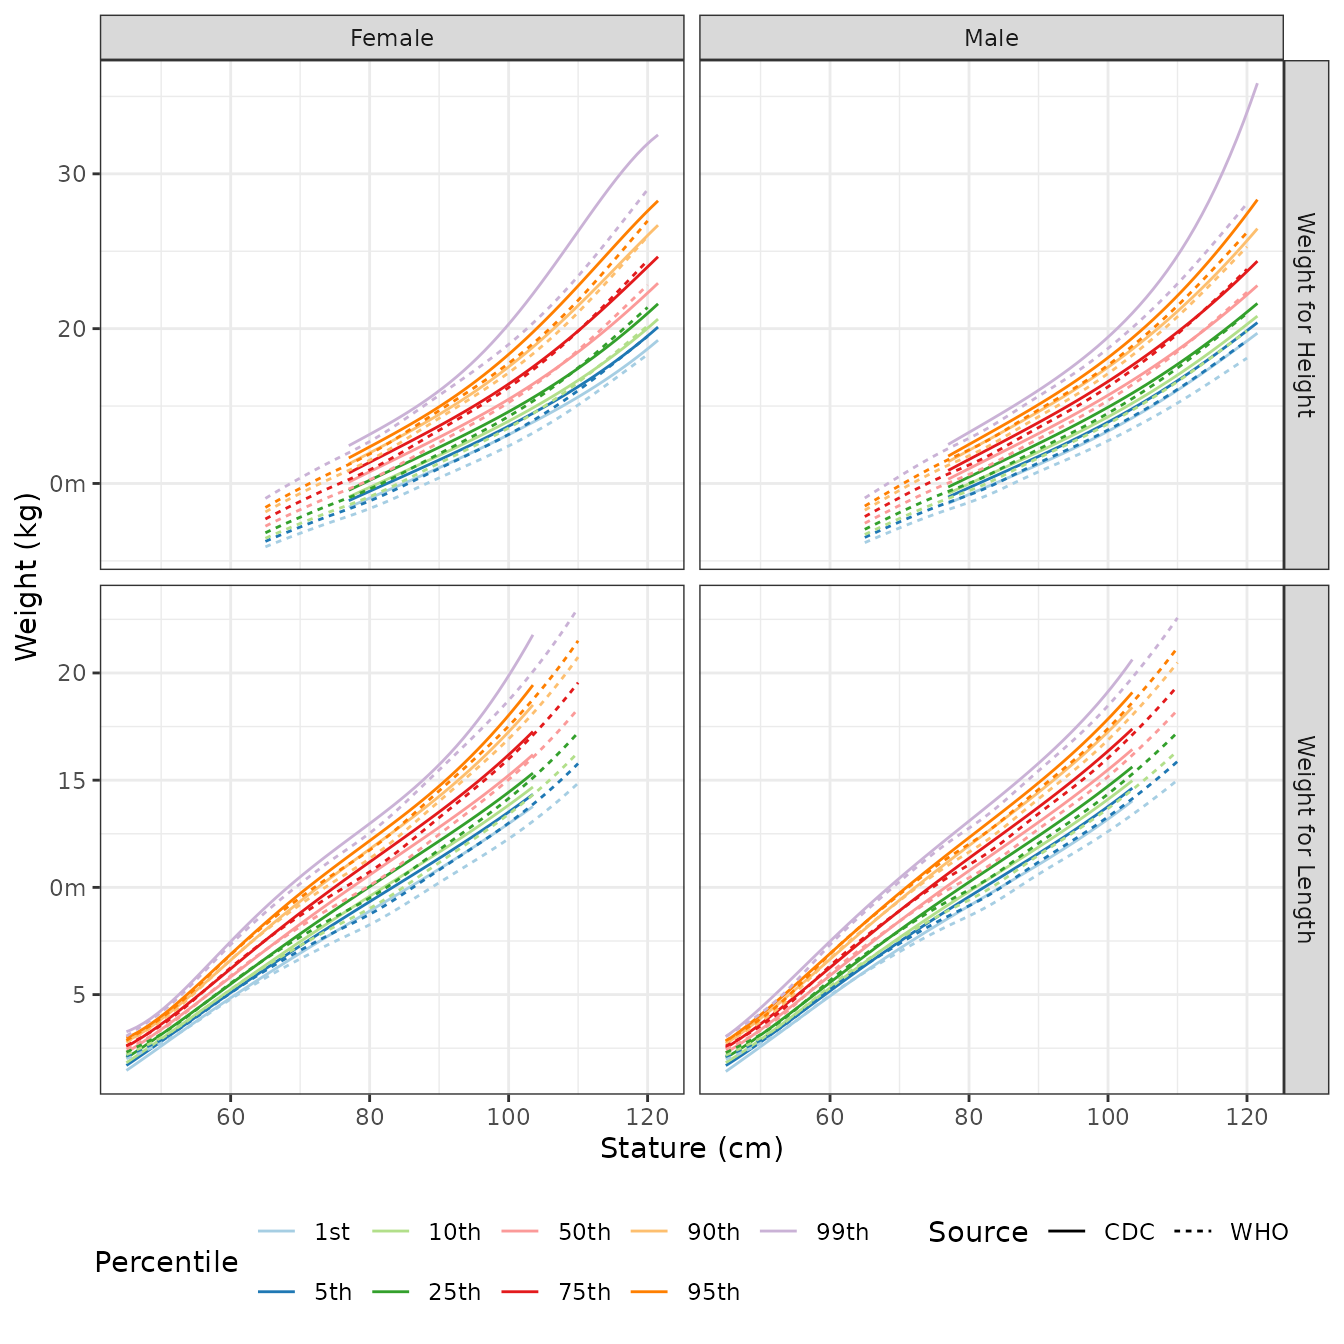 Female Male
30
20
0m
Weight for Height
Weight (kg)
20
15
0m
5
Weight for Length
60 80 100 120 60 80 100 120
Stature (cm)
Percentile
1st 10th 50th 90th 99th
5th 25th 75th 95th
Source CDC WHO